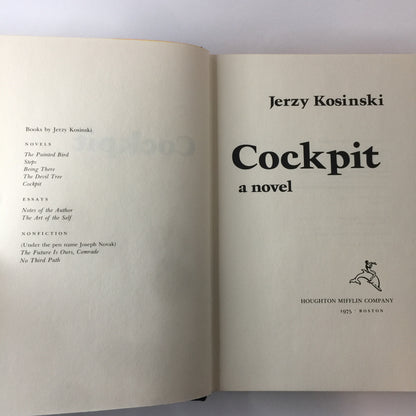 Books by Jerzy Kosinski
NOVELS
The Painted Bird
Steps
Being There
The Devil Tree
Cockpit
ESSAYS
Notes of the Author
The Art of the Self
NONFICTION
(Under the pen name Joseph Novak)
The Future Is Ours, Comrade
No Third Path
Jerzy Kosinski
Cockpit
a novel
HOUGHTON MIFFLIN COMPANY
1975 · BOSTON